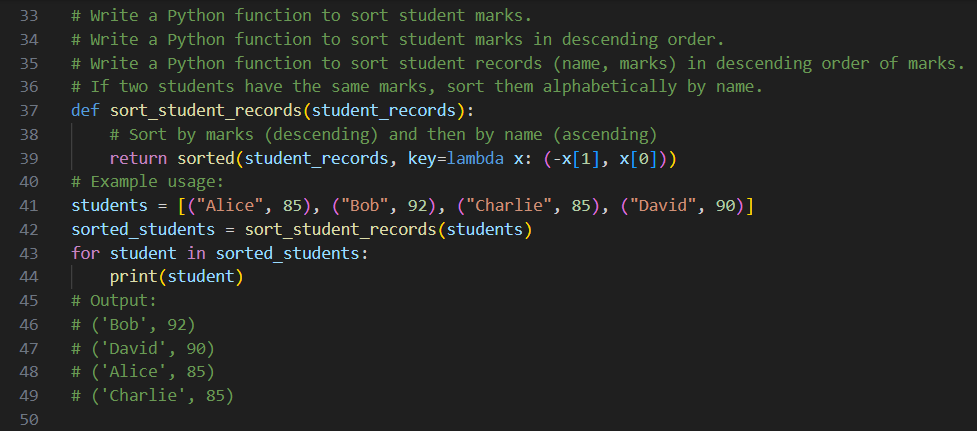 33 # Write a Python function to sort student marks.
34 # Write a Python function to sort student marks in descending order.
35 # Write a Python function to sort student records (name, marks) in descending order of marks.
36 # If two students have the same marks, sort them alphabetically by name.
37 def sort_student_records(student_records):
38     # Sort by marks (descending) and then by name (ascending)
39     return sorted(student_records, key=lambda x: (-x[1], x[0]))
40 # Example usage:
41 students = [("Alice", 85), ("Bob", 92), ("Charlie", 85), ("David", 90)]
42 sorted_students = sort_student_records(students)
43 for student in sorted_students:
44     print(student)
45 # Output:
46 # ('Bob', 92)
47 # ('David', 90)
48 # ('Alice', 85)
49 # ('Charlie', 85)
50